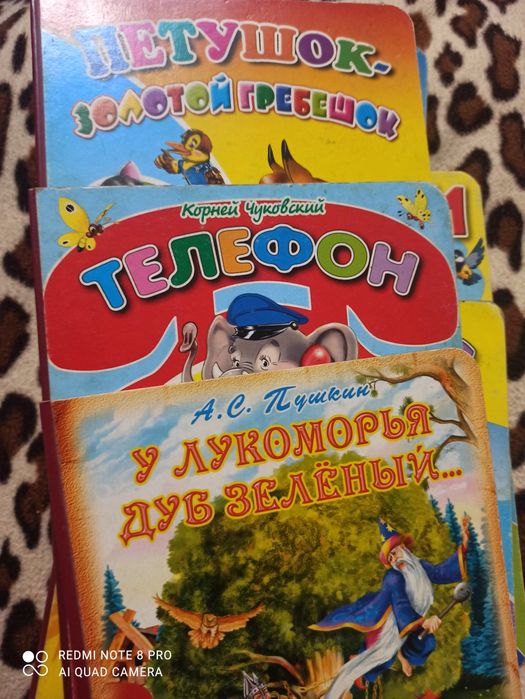 ПЕТУШОК-
ЗОЛОТОЙ ГРЕБЕШОК
Корней Чуковский
ТЕЛЕФОН
А.С. Пушкин
У ЛУКОМОРЬЯ
ДУБ ЗЕЛЁНЫЙ...
REDMI NOTE 8 PRO
AI QUAD CAMERA